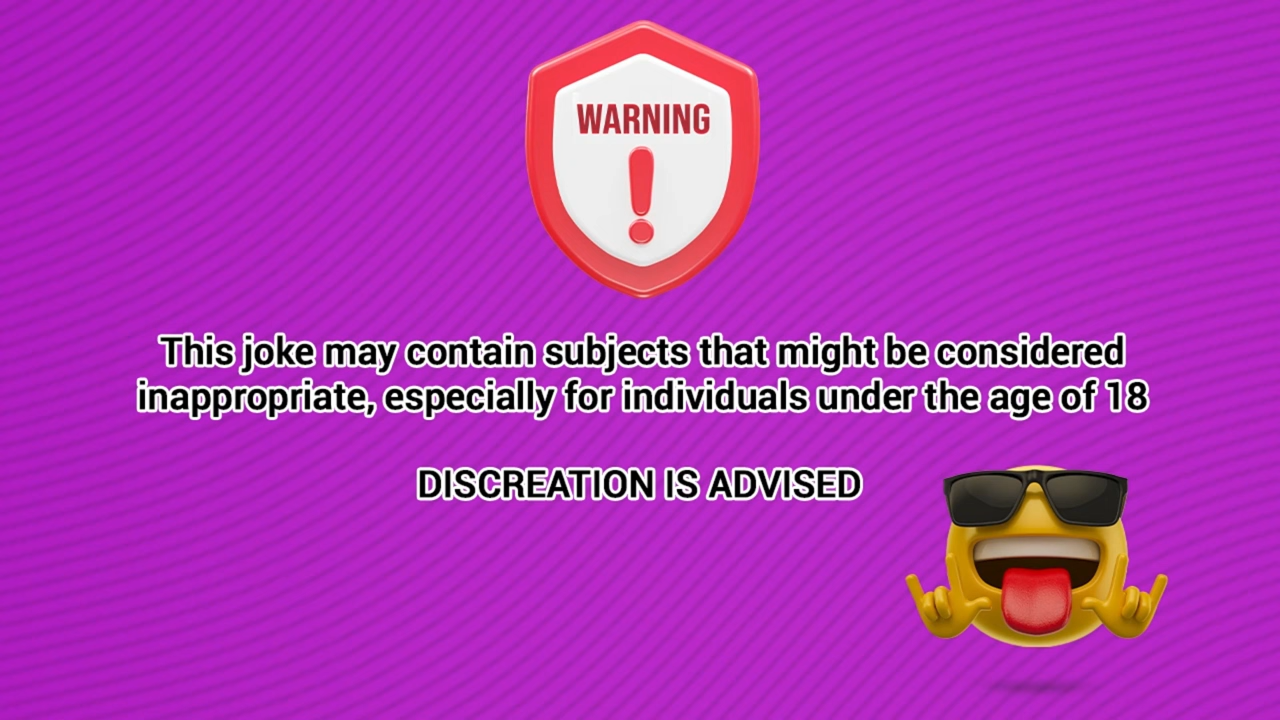 WARNING
This joke may contain subjects that might be considered
inappropriate, especially for individuals under the age of 18
DISCREATION IS ADVISED